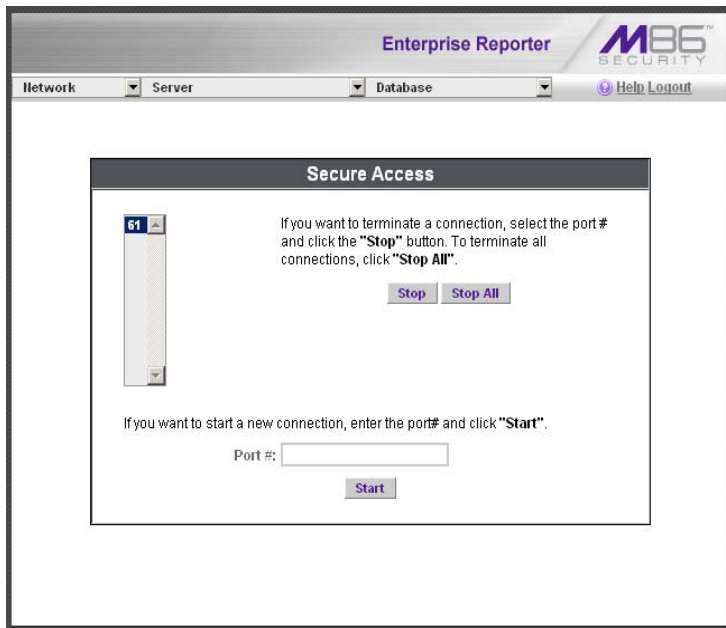 Enterprise Reporter
M86™
SECURITY
Network
Server
Database
Help Logout
Secure Access
61
If you want to terminate a connection, select the port #
and click the "Stop" button. To terminate all
connections, click "Stop All".
Stop Stop All
If you want to start a new connection, enter the port# and click "Start".
Port #:
Start